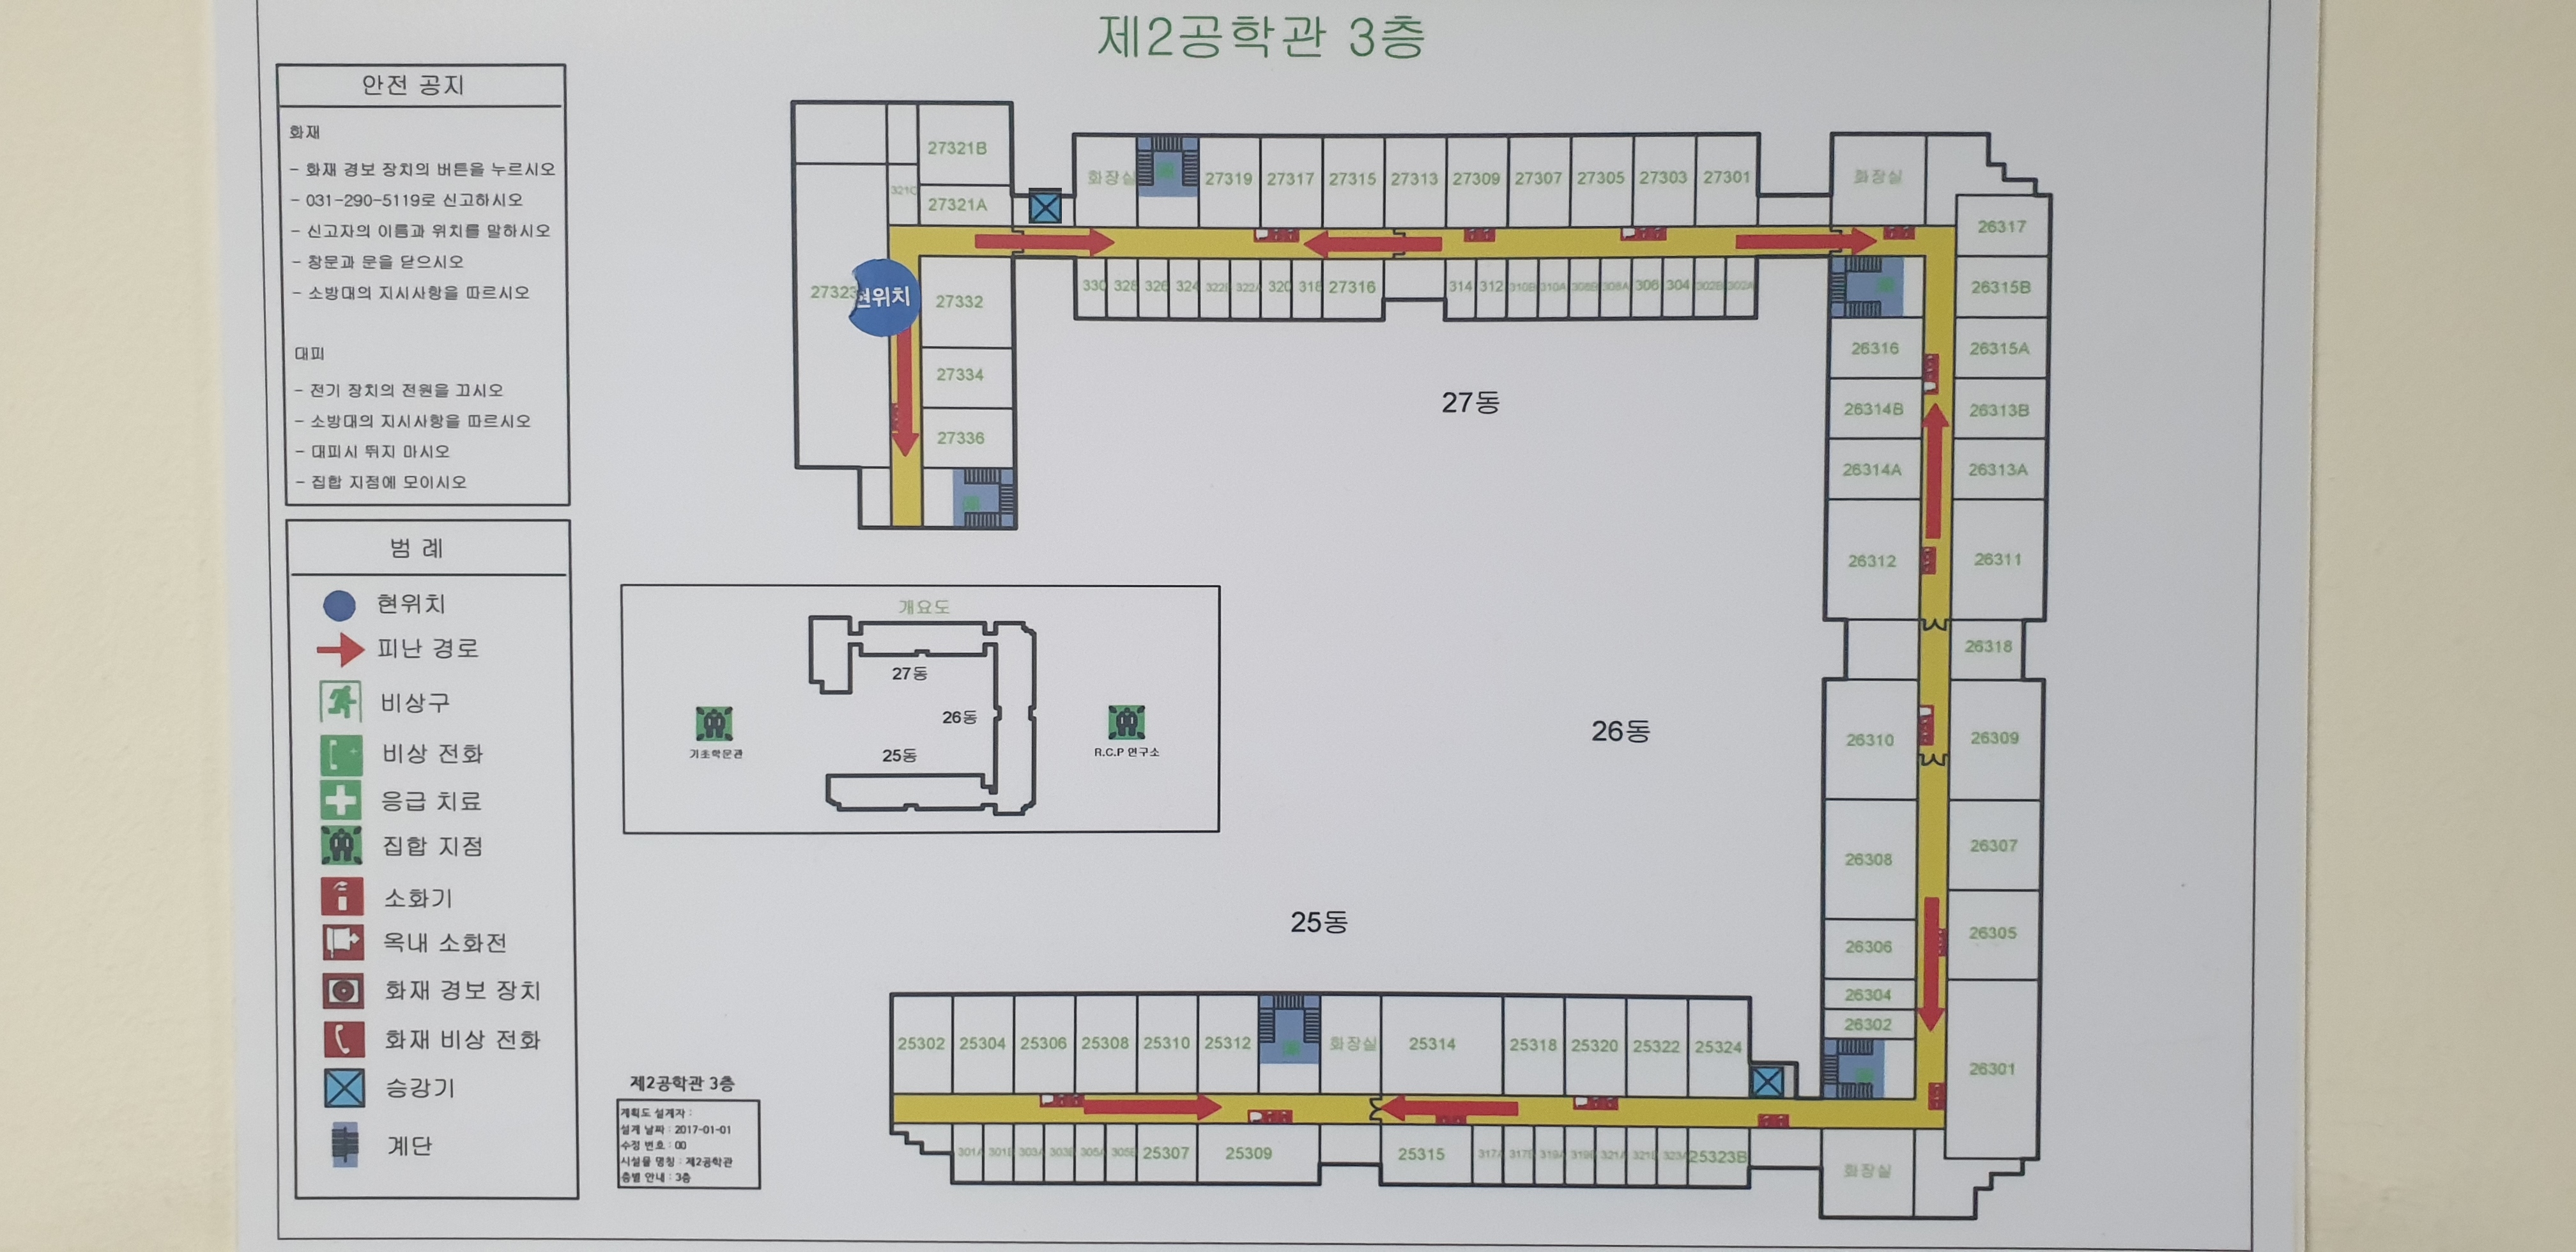 제2공학관 3층
안전 공지
화재
- 화재 경보 장치의 버튼을 누르시오
- 031-290-5119로 신고하시오
- 신고자의 이름과 위치를 말하시오
- 창문과 문을 닫으시오
- 소방대의 지시사항을 따르시오
대피
- 전기 장치의 전원을 끄시오
- 소방대의 지시사항을 따르시오
- 대피시 뛰지 마시오
- 집합 지점에 모이시오
범 례
현위치
피난 경로
비상구
비상 전화
응급 치료
집합 지점
소화기
옥내 소화전
화재 경보 장치
화재 비상 전화
승강기
계단
27321B
321C
27321A
27323
현위치
27332
27334
27336
화장실 27319 27317 27315 27313 27309 27307 27305 27303 27301
330 328 326 324 320 318 27316 314 312 310B 310A 308B 308A 306 304 302B 302A
27동
화장실
26317
26315B
26316 26315A
26314B 26313B
26314A 26313A
26312 26311
26318
26310 26309
26308 26307
26306 26305
26304
26302
26301
화장실
26동
개요도
27동
26동
25동
기초학문관
R.C.P 연구소
25동
25302 25304 25306 25308 25310 25312 화장실 25314 25318 25320 25322 25324
301A 303A 305A 25307 25309 25315 317A 319A 321A 25323B
제2공학관 3층
계획도 설계자 :
설계 날짜 : 2017-01-01
수정 번호 : 00
시설물 명칭 : 제2공학관
층별 안내 : 3층